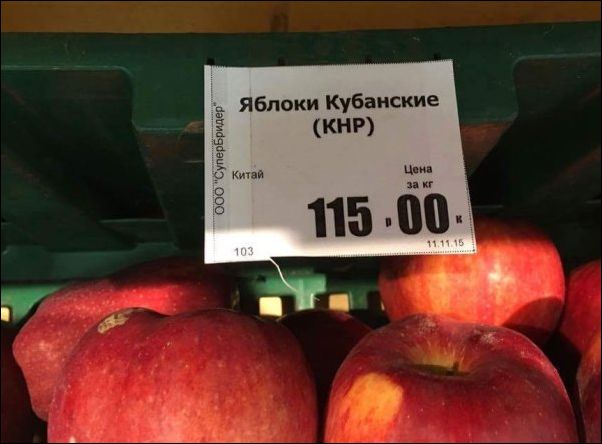 Яблоки Кубанские
(КНР)
ООО "СуперБридер"
Китай
Цена
за кг
115 р 00 к
103
11.11.15